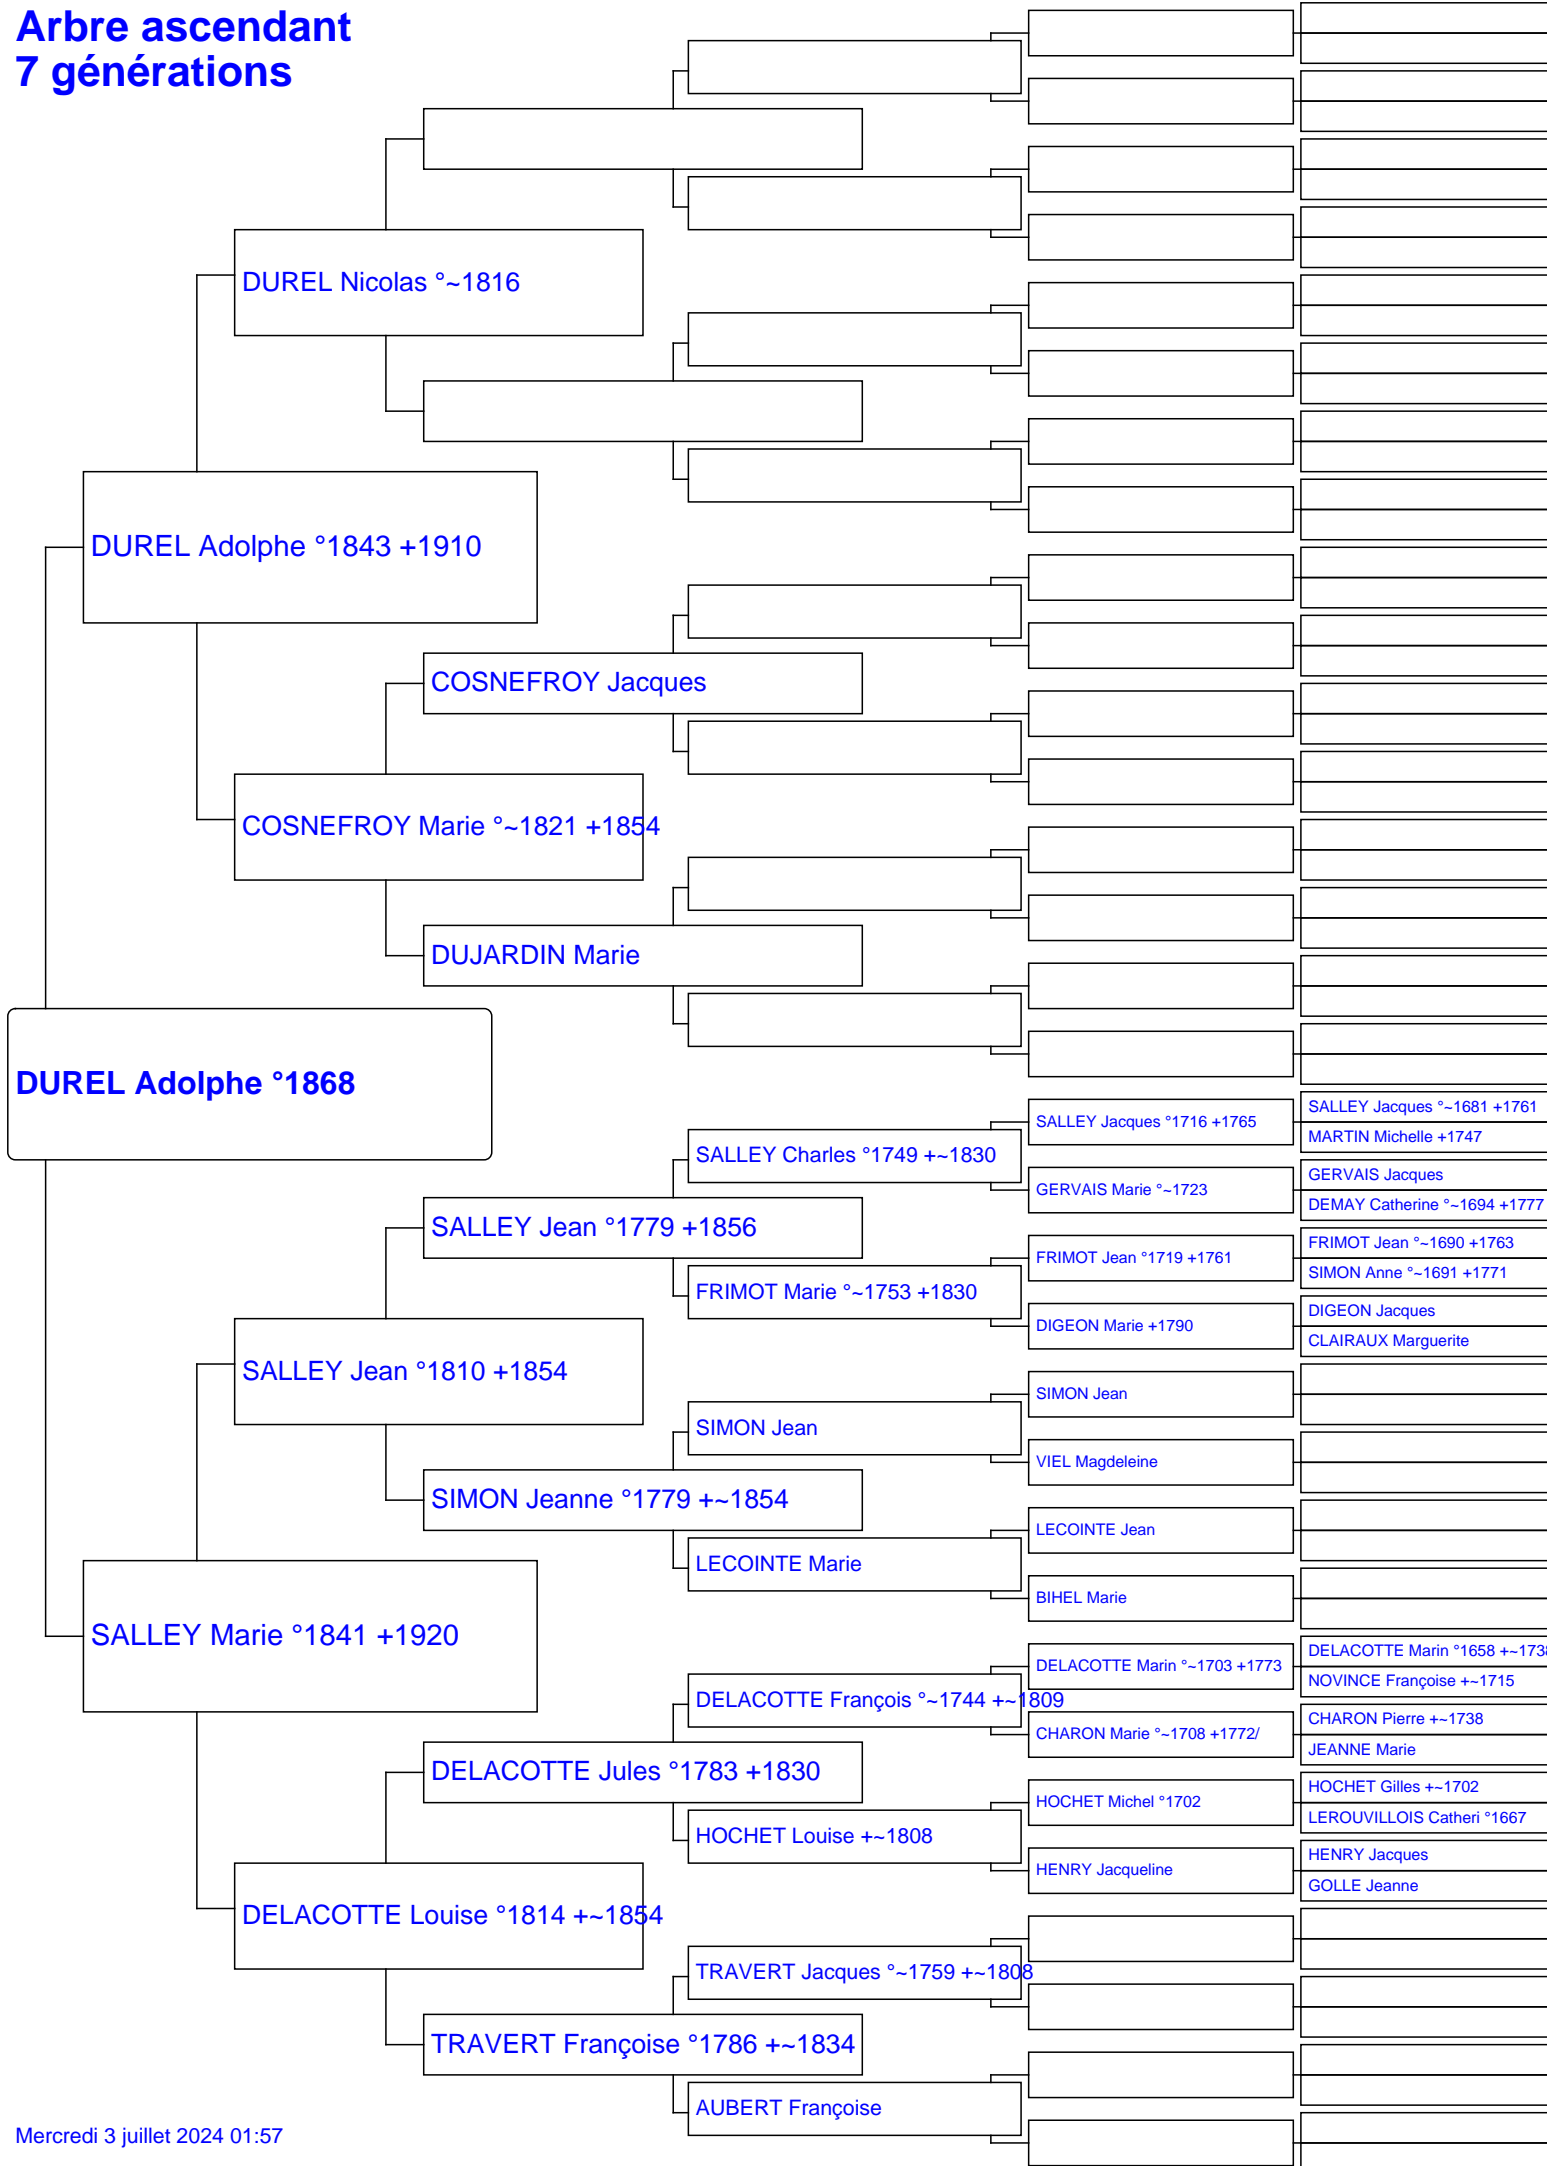 Arbre ascendant
7 générations
DUREL Nicolas °~1816
DUREL Adolphe °1843 +1910
COSNEFROY Jacques
COSNEFROY Marie °~1821 +1854
DUJARDIN Marie
DUREL Adolphe °1868
SALLEY Jacques °~1681 +1761
SALLEY Jacques °1716 +1765
MARTIN Michelle +1747
SALLEY Charles °1749 +~1830
GERVAIS Jacques
GERVAIS Marie °~1723
DEMAY Catherine °~1694 +1777
SALLEY Jean °1779 +1856
FRIMOT Jean °~1690 +1763
FRIMOT Jean °1719 +1761
SIMON Anne °~1691 +1771
FRIMOT Marie °~1753 +1830
DIGEON Jacques
DIGEON Marie +1790
CLAIRAUX Marguerite
SALLEY Jean °1810 +1854
SIMON Jean
SIMON Jean
VIEL Magdeleine
SIMON Jeanne °1779 +~1854
LECOINTE Jean
LECOINTE Marie
BIHEL Marie
SALLEY Marie °1841 +1920
DELACOTTE Marin °1658 +~1738
DELACOTTE Marin °~1703 +1773
NOVINCE Françoise +~1715
DELACOTTE François °~1744 +~1809
CHARON Pierre +~1738
CHARON Marie °~1708 +1772/
JEANNE Marie
DELACOTTE Jules °1783 +1830
HOCHET Gilles +~1702
HOCHET Michel °1702
LEROUVILLOIS Catheri °1667
HOCHET Louise +~1808
HENRY Jacques
HENRY Jacqueline
GOLLE Jeanne
DELACOTTE Louise °1814 +~1854
TRAVERT Jacques °~1759 +~1808
TRAVERT Françoise °1786 +~1834
AUBERT Françoise
Mercredi 3 juillet 2024 01:57